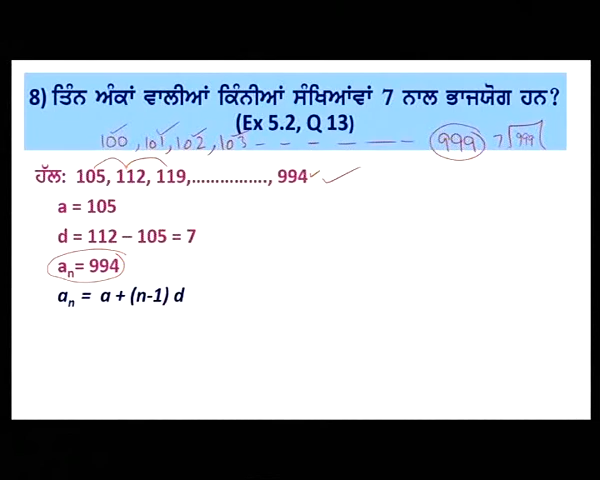 8) ਤਿੰਨ ਅੰਕਾਂ ਵਾਲੀਆਂ ਕਿੰਨੀਆਂ ਸੰਖਿਆਂਵਾਂ 7 ਨਾਲ ਭਾਜਯੋਗ ਹਨ?
(Ex 5.2, Q 13)
100, 101, 102, 103 - - - - - - 999 7 999
ਹੱਲ: 105, 112, 119,................, 994
a = 105
d = 112 – 105 = 7
aₙ= 994
aₙ = a + (n-1) d